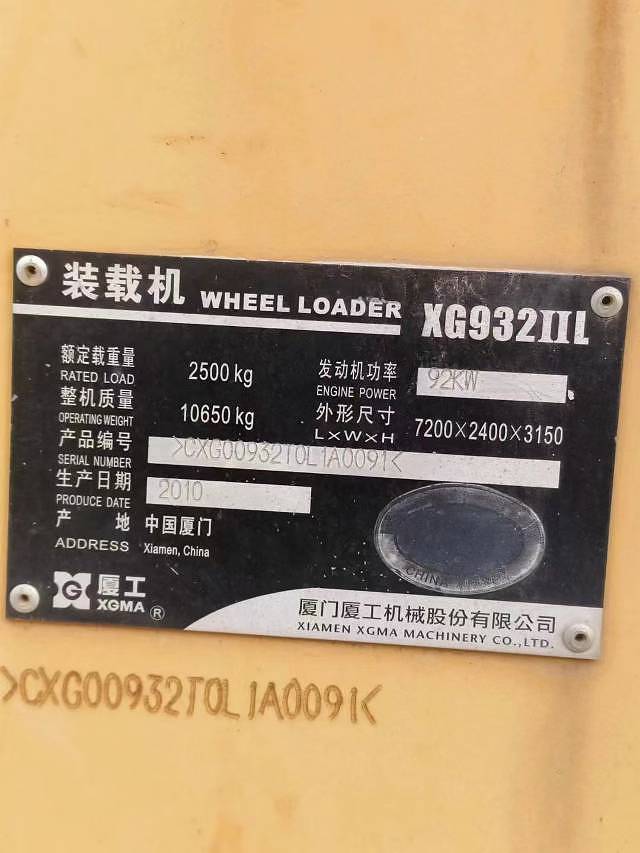 装载机 WHEEL LOADER XG932IIL
额定载重量 2500kg 发动机功率 92KW
RATED LOAD ENGINE POWER
整机质量 10650kg 外形尺寸 7200×2400×3150
OPERATING WEIGHT L×W×H
产品编号 >CXG00932T0L1A0091<
SERIAL NUMBER
生产日期 2010
PRODUCE DATE
产 地 中国厦门
ADDRESS Xiamen, China
CHINA
G 厦工
XGMA ®
厦门厦工机械股份有限公司
XIAMEN XGMA MACHINERY CO.,LTD.
>CXG00932T0L1A0091<